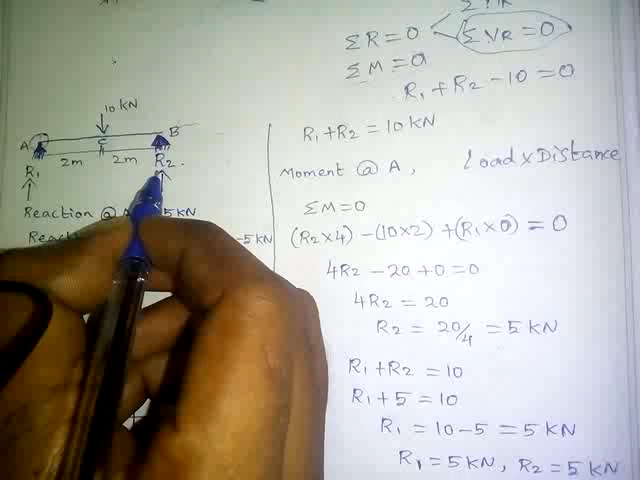 10 KN
A C B
2m 2m
R1 R2
Reaction @ 5 KN
5 KN
ΣR = 0
ΣVR = 0
ΣM = 0
R1 + R2 - 10 = 0
R1 + R2 = 10 KN
Moment @ A, Load x Distance
ΣM = 0
(R2 x 4) - (10 x 2) + (R1 x 0) = 0
4R2 - 20 + 0 = 0
4R2 = 20
R2 = 20/4 = 5 KN
R1 + R2 = 10
R1 + 5 = 10
R1 = 10 - 5 = 5 KN
R1 = 5 KN, R2 = 5 KN